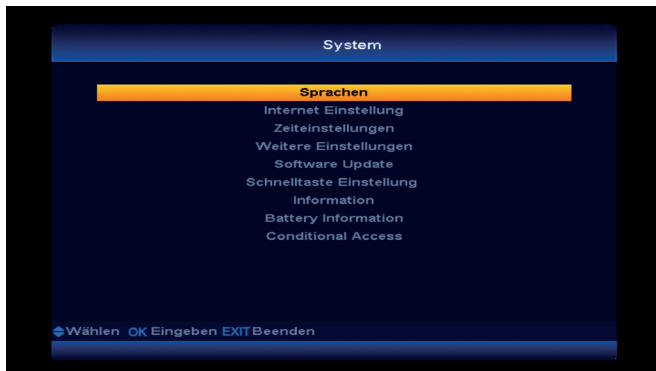 System
Sprachen
Internet Einstellung
Zeiteinstellungen
Weitere Einstellungen
Software Update
Schnelltaste Einstellung
Information
Battery Information
Conditional Access
Wählen OK Eingeben EXIT Beenden